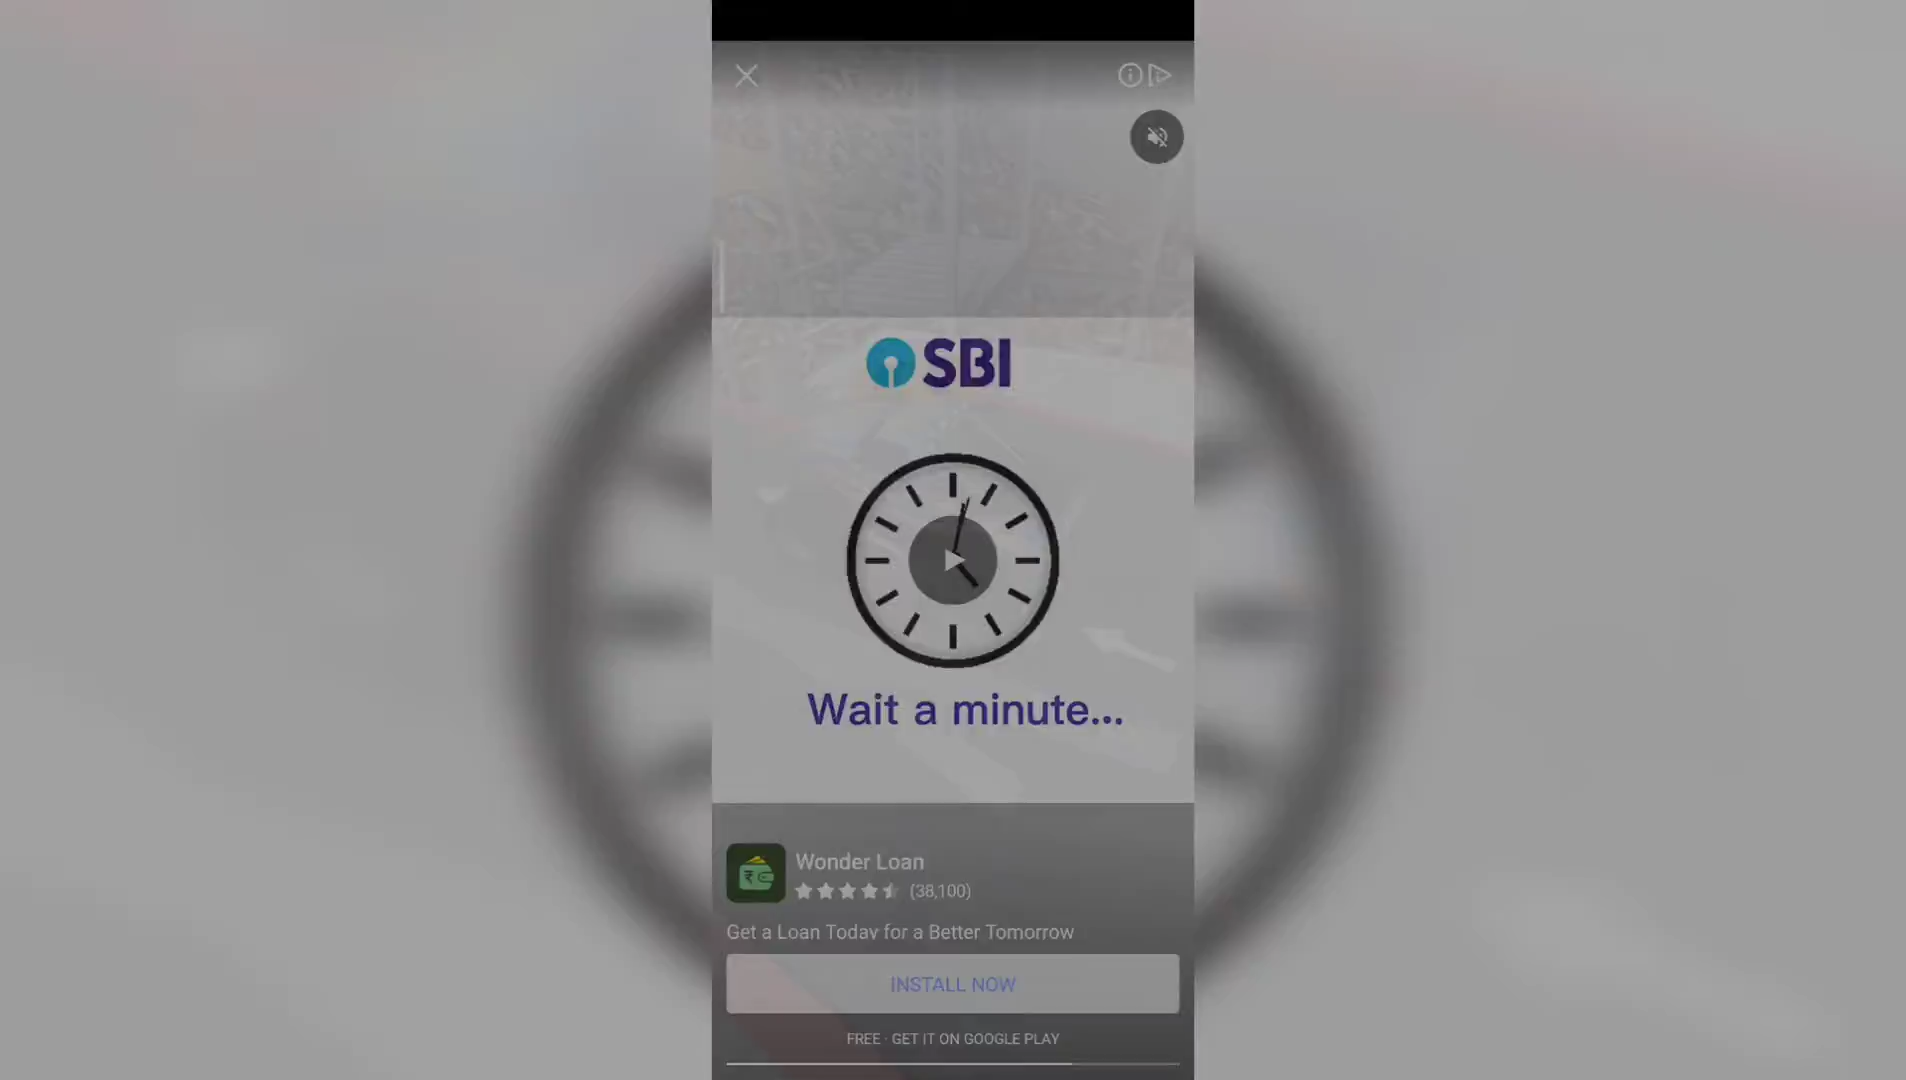 SBI
Wait a minute...
Wonder Loan
(38,100)
Get a Loan Today for a Better Tomorrow
INSTALL NOW
FREE · GET IT ON GOOGLE PLAY